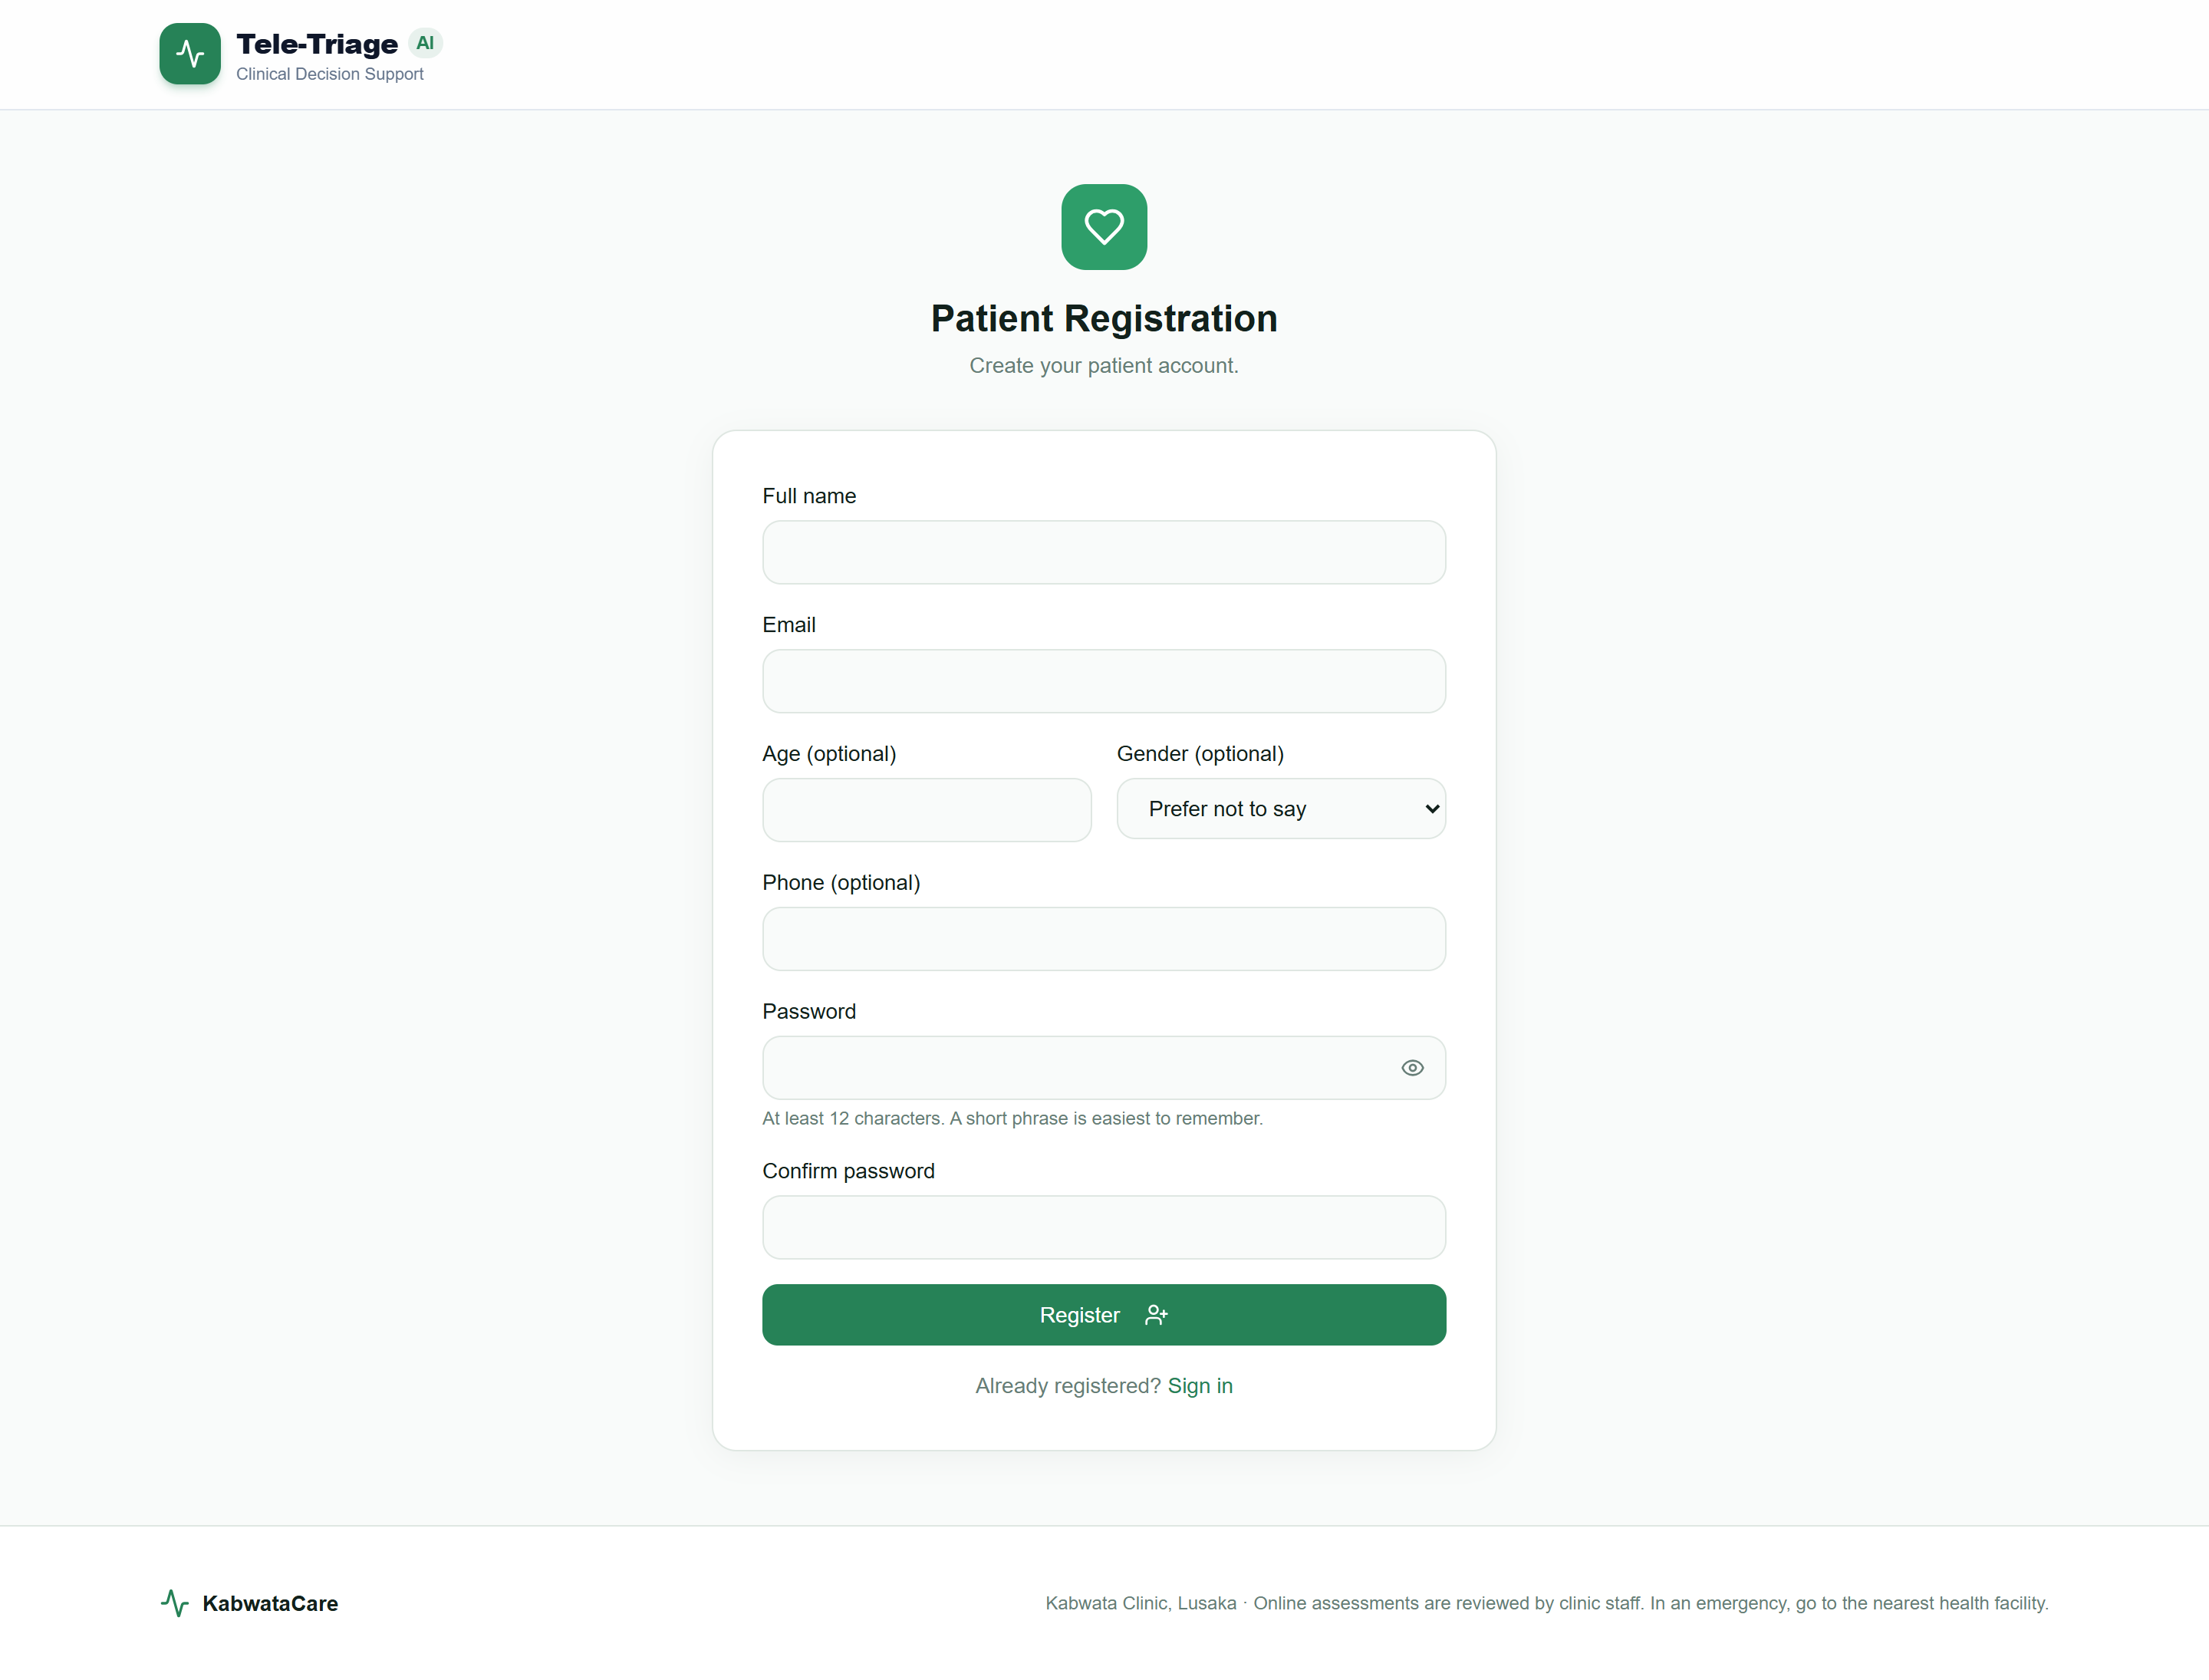 Tele-Triage AI
Clinical Decision Support
Patient Registration
Create your patient account.
Full name
Email
Age (optional)
Gender (optional)
Prefer not to say
Phone (optional)
Password
At least 12 characters. A short phrase is easiest to remember.
Confirm password
Register
Already registered? Sign in
KabwataCare
Kabwata Clinic, Lusaka · Online assessments are reviewed by clinic staff. In an emergency, go to the nearest health facility.